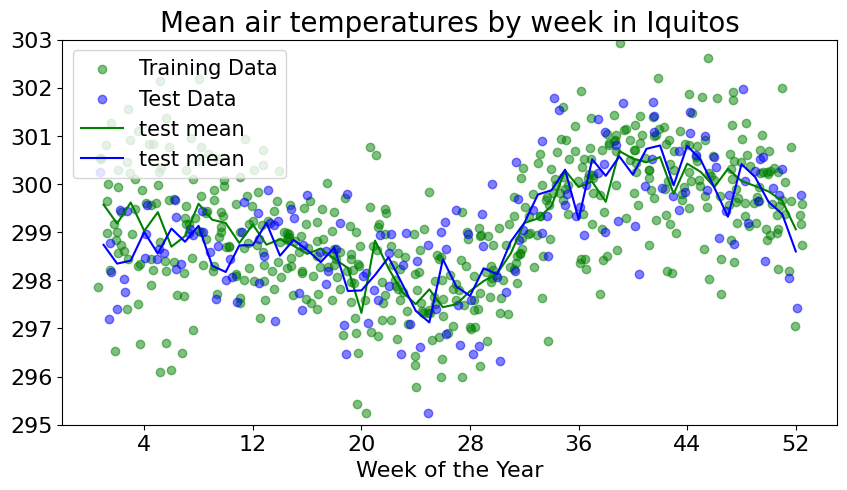 Mean air temperatures by week in Iquitos
303
302
301
300
299
298
297
296
295
Training Data
Test Data
test mean
test mean
4 12 20 28 36 44 52
Week of the Year